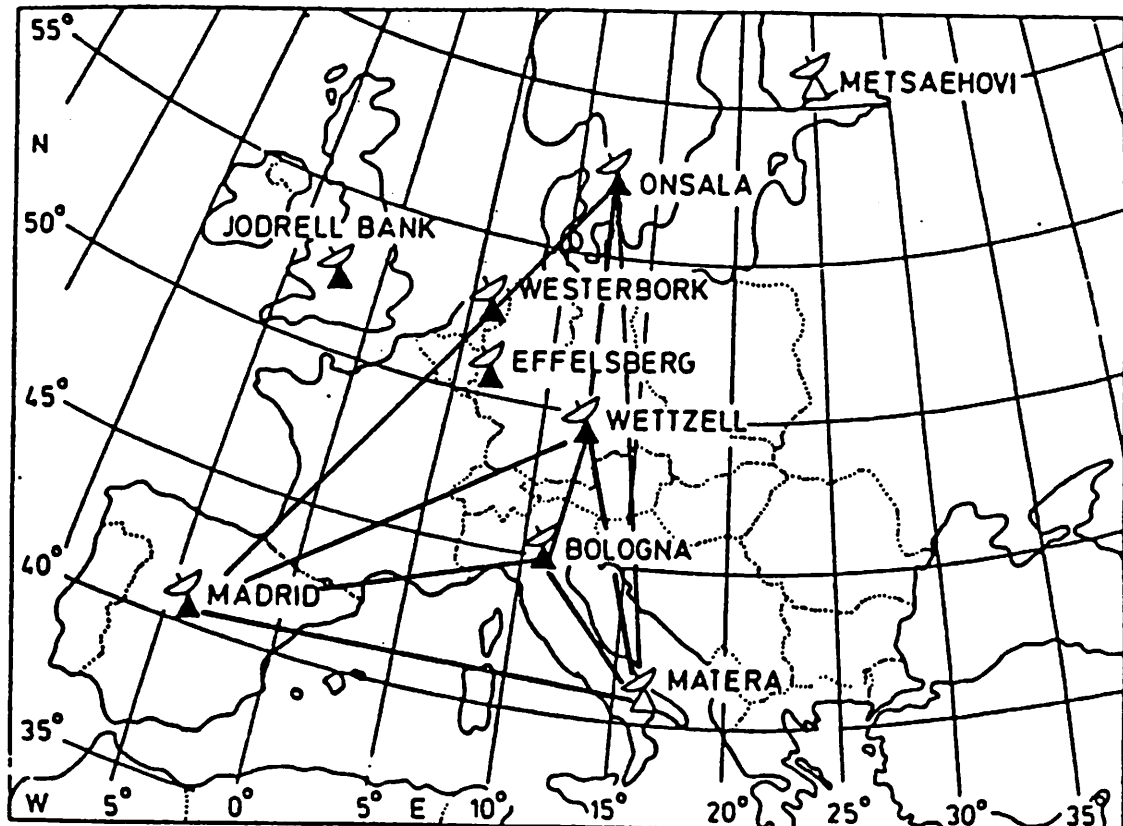 55°
N
METSAEHOVI
ONSALA
JODRELL BANK
50°
WESTERBORK
EFFELSBERG
45°
WETTZELL
BOLOGNA
40°
MADRID
MATERA
35°
W 5° 0° 5° E 10° 15° 20° 25° 30° 35°